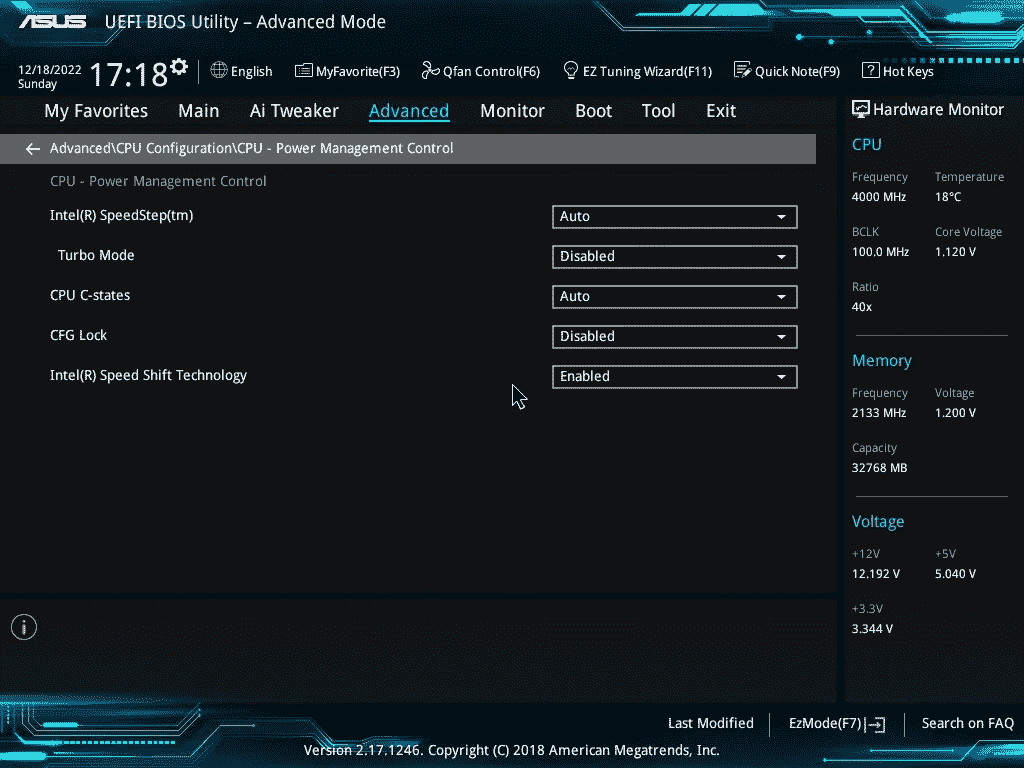 ASUS UEFI BIOS Utility – Advanced Mode
12/18/2022 Sunday 17:18 English MyFavorite(F3) Qfan Control(F6) EZ Tuning Wizard(F11) Quick Note(F9) ? Hot Keys
My Favorites Main Ai Tweaker Advanced Monitor Boot Tool Exit
← Advanced\CPU Configuration\CPU - Power Management Control
CPU - Power Management Control
Intel(R) SpeedStep(tm) Auto
Turbo Mode Disabled
CPU C-states Auto
CFG Lock Disabled
Intel(R) Speed Shift Technology Enabled
Hardware Monitor
CPU
Frequency Temperature
4000 MHz 18°C
BCLK Core Voltage
100.0 MHz 1.120 V
Ratio
40x
Memory
Frequency Voltage
2133 MHz 1.200 V
Capacity
32768 MB
Voltage
+12V +5V
12.192 V 5.040 V
+3.3V
3.344 V
Last Modified EzMode(F7) Search on FAQ
Version 2.17.1246. Copyright (C) 2018 American Megatrends, Inc.